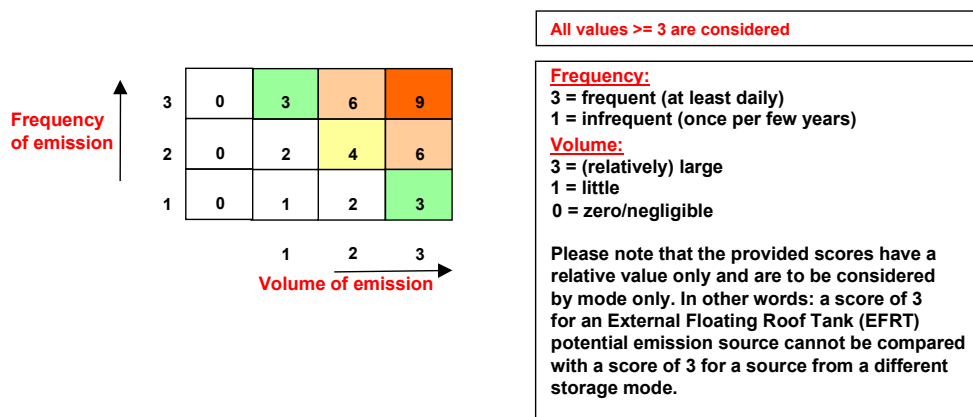 All values >= 3 are considered
Frequency
of emission
3 0 3 6 9
2 0 2 4 6
1 0 1 2 3
1 2 3
Volume of emission
Frequency:
3 = frequent (at least daily)
1 = infrequent (once per few years)
Volume:
3 = (relatively) large
1 = little
0 = zero/negligible
Please note that the provided scores have a
relative value only and are to be considered
by mode only. In other words: a score of 3
for an External Floating Roof Tank (EFRT)
potential emission source cannot be compared
with a score of 3 for a source from a different
storage mode.